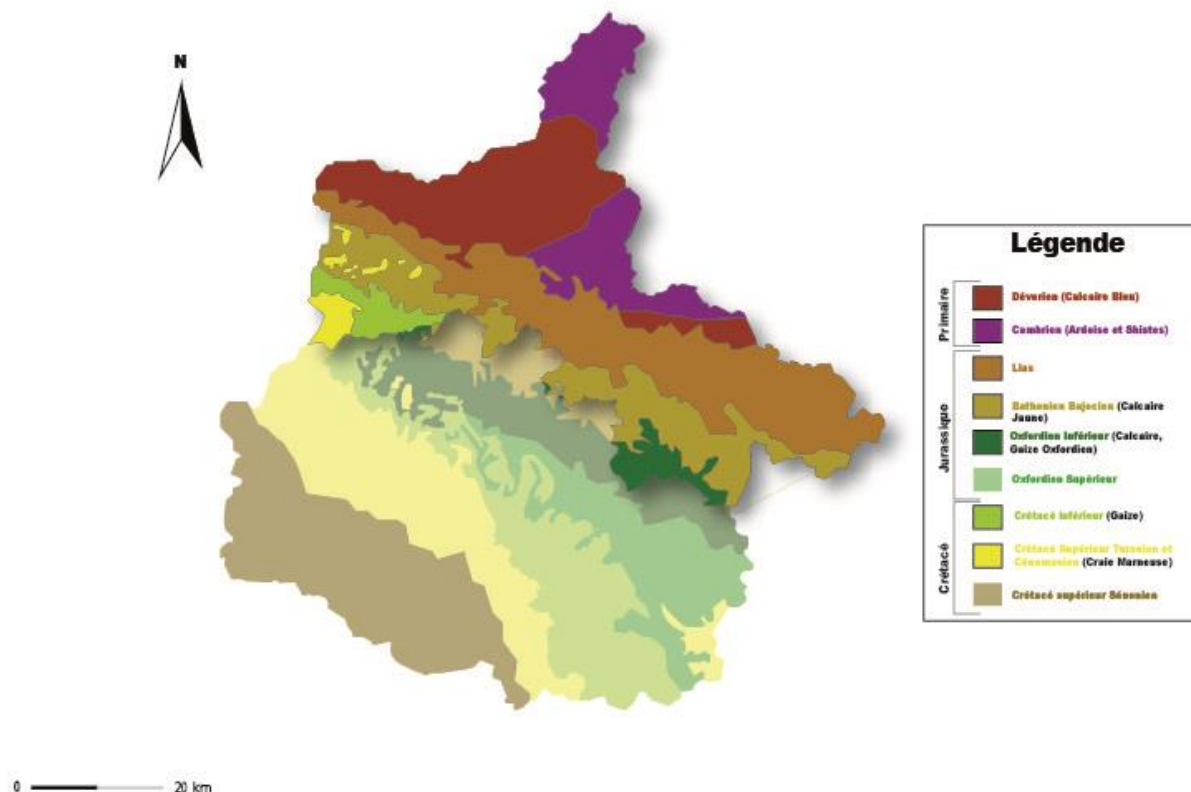 N
Légende
Primaire
Dévorien (Calcaire Bleu)
Cambrien (Ardoise et Shistes)
Jurassique
Lias
Bathonien Bajocien (Calcaire
Jaune)
Oxfordien Inférieur (Calcaire,
Gaize Oxfordien)
Oxfordien Supérieur
Crétacé
Crétacé Inférieur (Gaize)
Crétacé Supérieur Turonien et
Cénomanien (Craie Marneuse)
Crétacé supérieur Sénonien
0 20 km